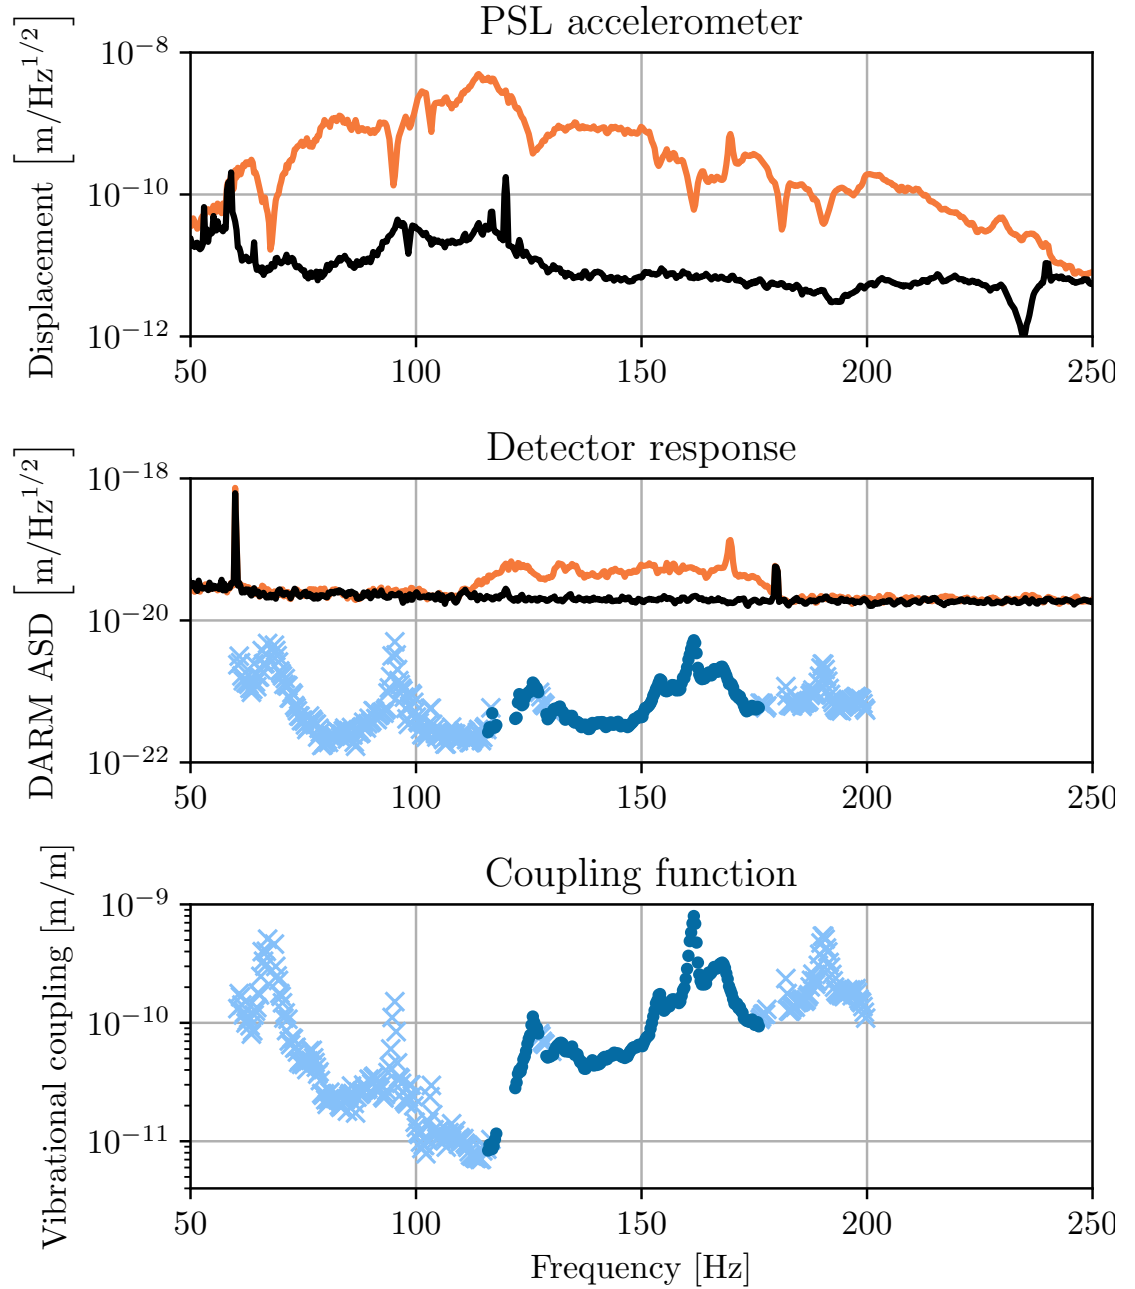 PSL accelerometer
Displacement [m/Hz^{1/2}]
10^{−8}
10^{−10}
10^{−12}
50 100 150 200 250
Detector response
DARM ASD [m/Hz^{1/2}]
10^{−18}
10^{−20}
10^{−22}
50 100 150 200 250
Coupling function
Vibrational coupling [m/m]
10^{−9}
10^{−10}
10^{−11}
50 100 150 200 250
Frequency [Hz]